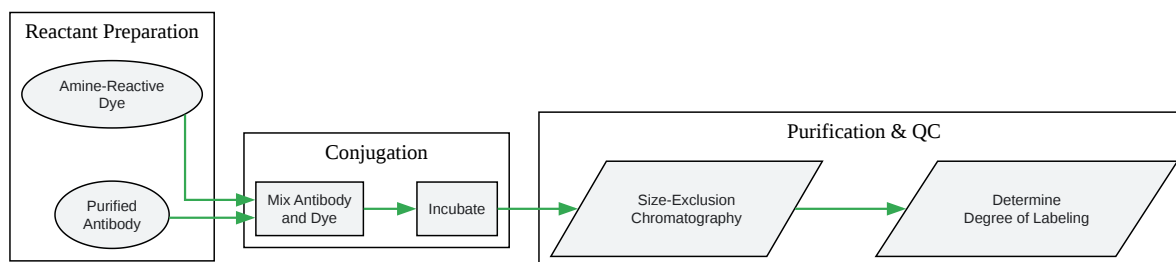 Reactant Preparation
Amine-Reactive
Dye
Purified
Antibody
Conjugation
Mix Antibody
and Dye
Incubate
Purification & QC
Size-Exclusion
Chromatography
Determine
Degree of Labeling